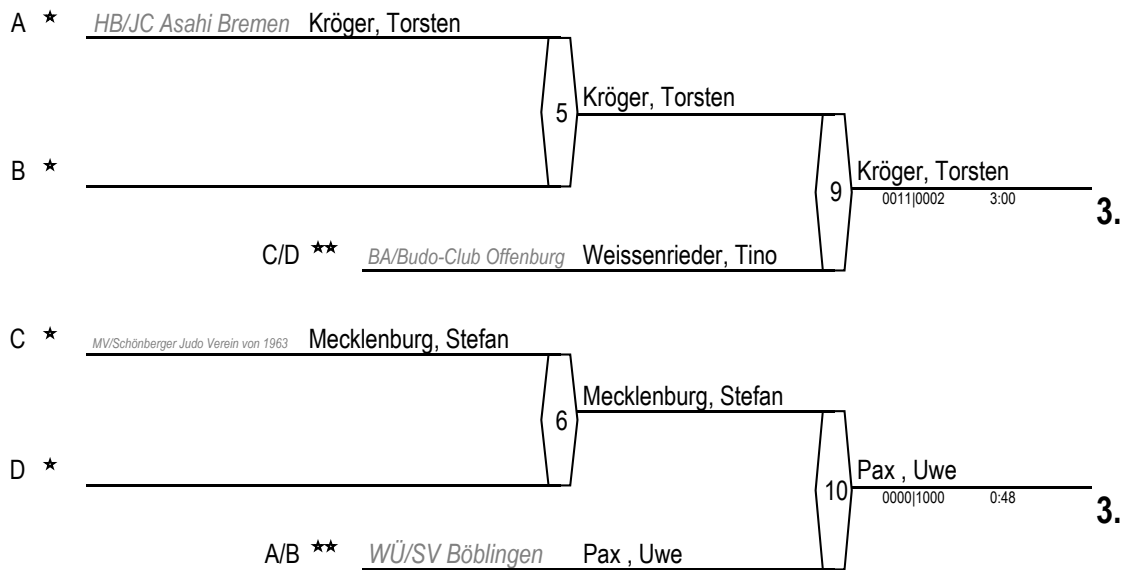 A HB/JC Asahi Bremen Kröger, Torsten
5 Kröger, Torsten
B
9 Kröger, Torsten
0011|0002 3:00
3.
C/D BA/Budo-Club Offenburg Weissenrieder, Tino
C MV/Schönberger Judo Verein von 1963 Mecklenburg, Stefan
6 Mecklenburg, Stefan
D
10 Pax , Uwe
0000|1000 0:48
3.
A/B WÜ/SV Böblingen Pax , Uwe